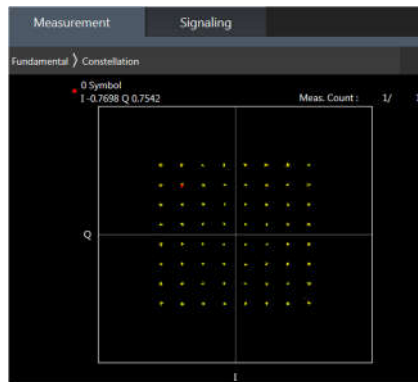 Measurement Signaling
Fundamental 〉 Constellation
0 Symbol
I -0.7698 Q 0.7542 Meas. Count : 1/
Q
I